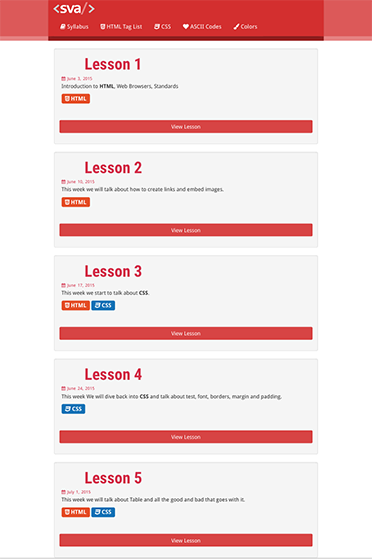 <sva/>
Syllabus HTML Tag List CSS ASCII Codes Colors
Lesson 1
June 3, 2015
Introduction to HTML, Web Browsers, Standards
HTML
View Lesson
Lesson 2
June 10, 2015
This week we will talk about how to create links and embed images.
HTML
View Lesson
Lesson 3
June 17, 2015
This week we start to talk about CSS.
HTML CSS
View Lesson
Lesson 4
June 24, 2015
This week We will dive back into CSS and talk about test, font, borders, margin and padding.
CSS
View Lesson
Lesson 5
July 1, 2015
This week we will talk about Table and all the good and bad that goes with it.
HTML CSS
View Lesson